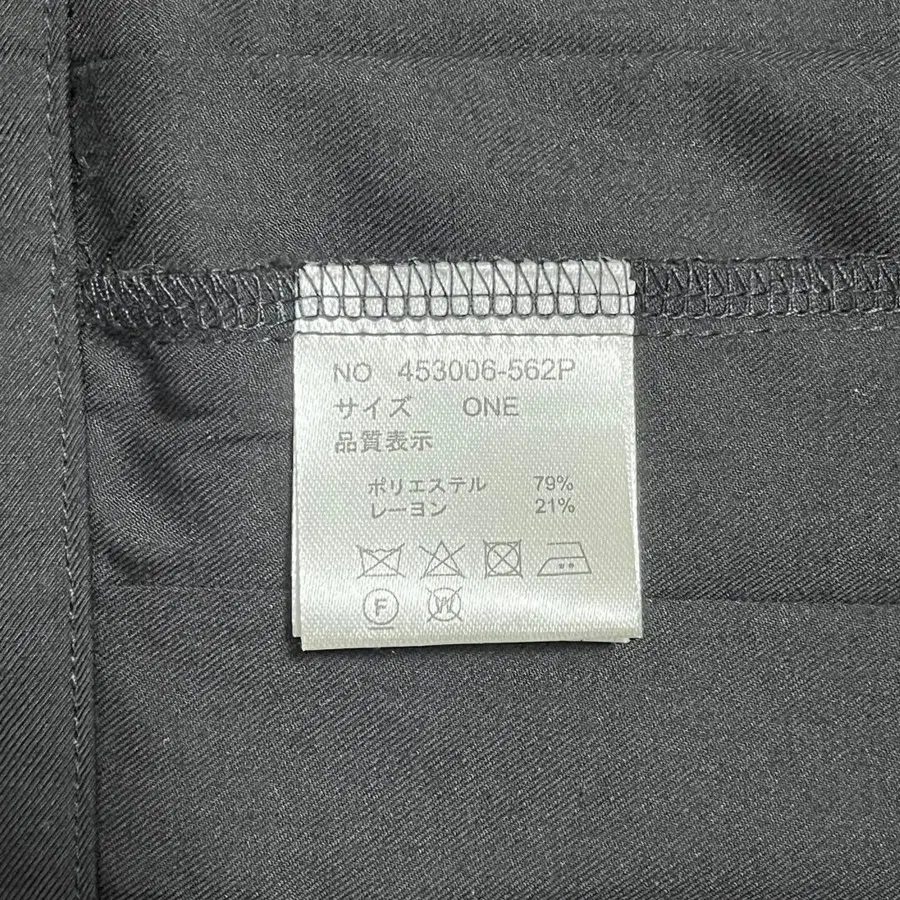 NO 453006-562P
サイズ ONE
品質表示
ポリエステル 79%
レーヨン 21%
F W